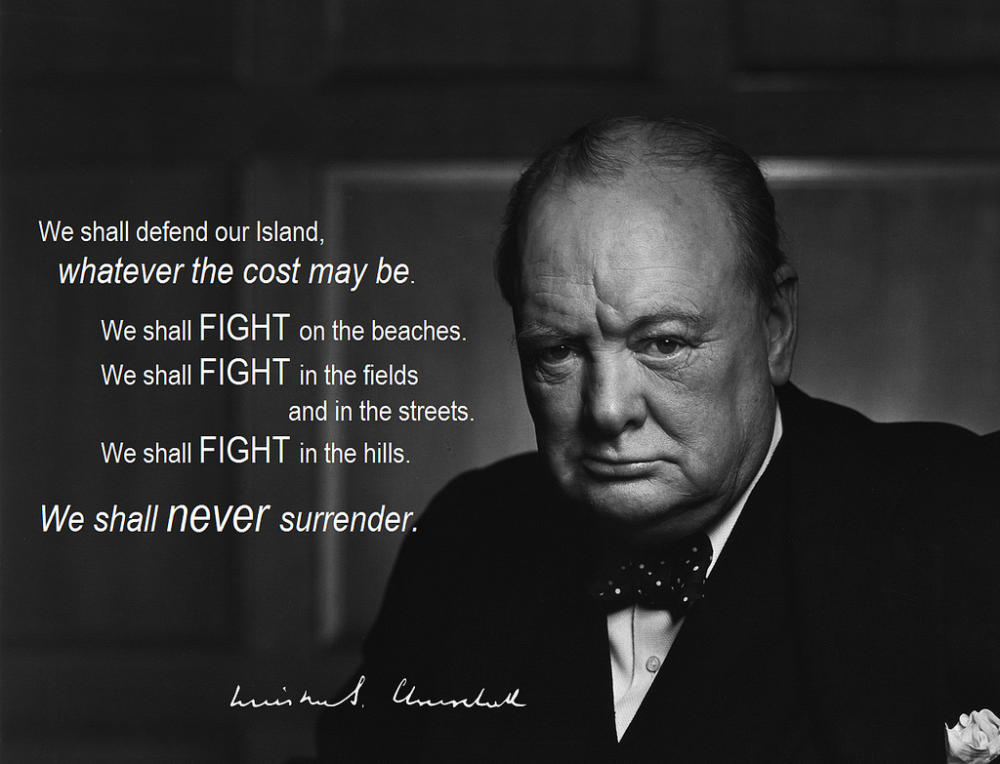 We shall defend our Island,
whatever the cost may be.
We shall FIGHT on the beaches.
We shall FIGHT in the fields
and in the streets.
We shall FIGHT in the hills.
We shall never surrender.
Winston S. Churchill